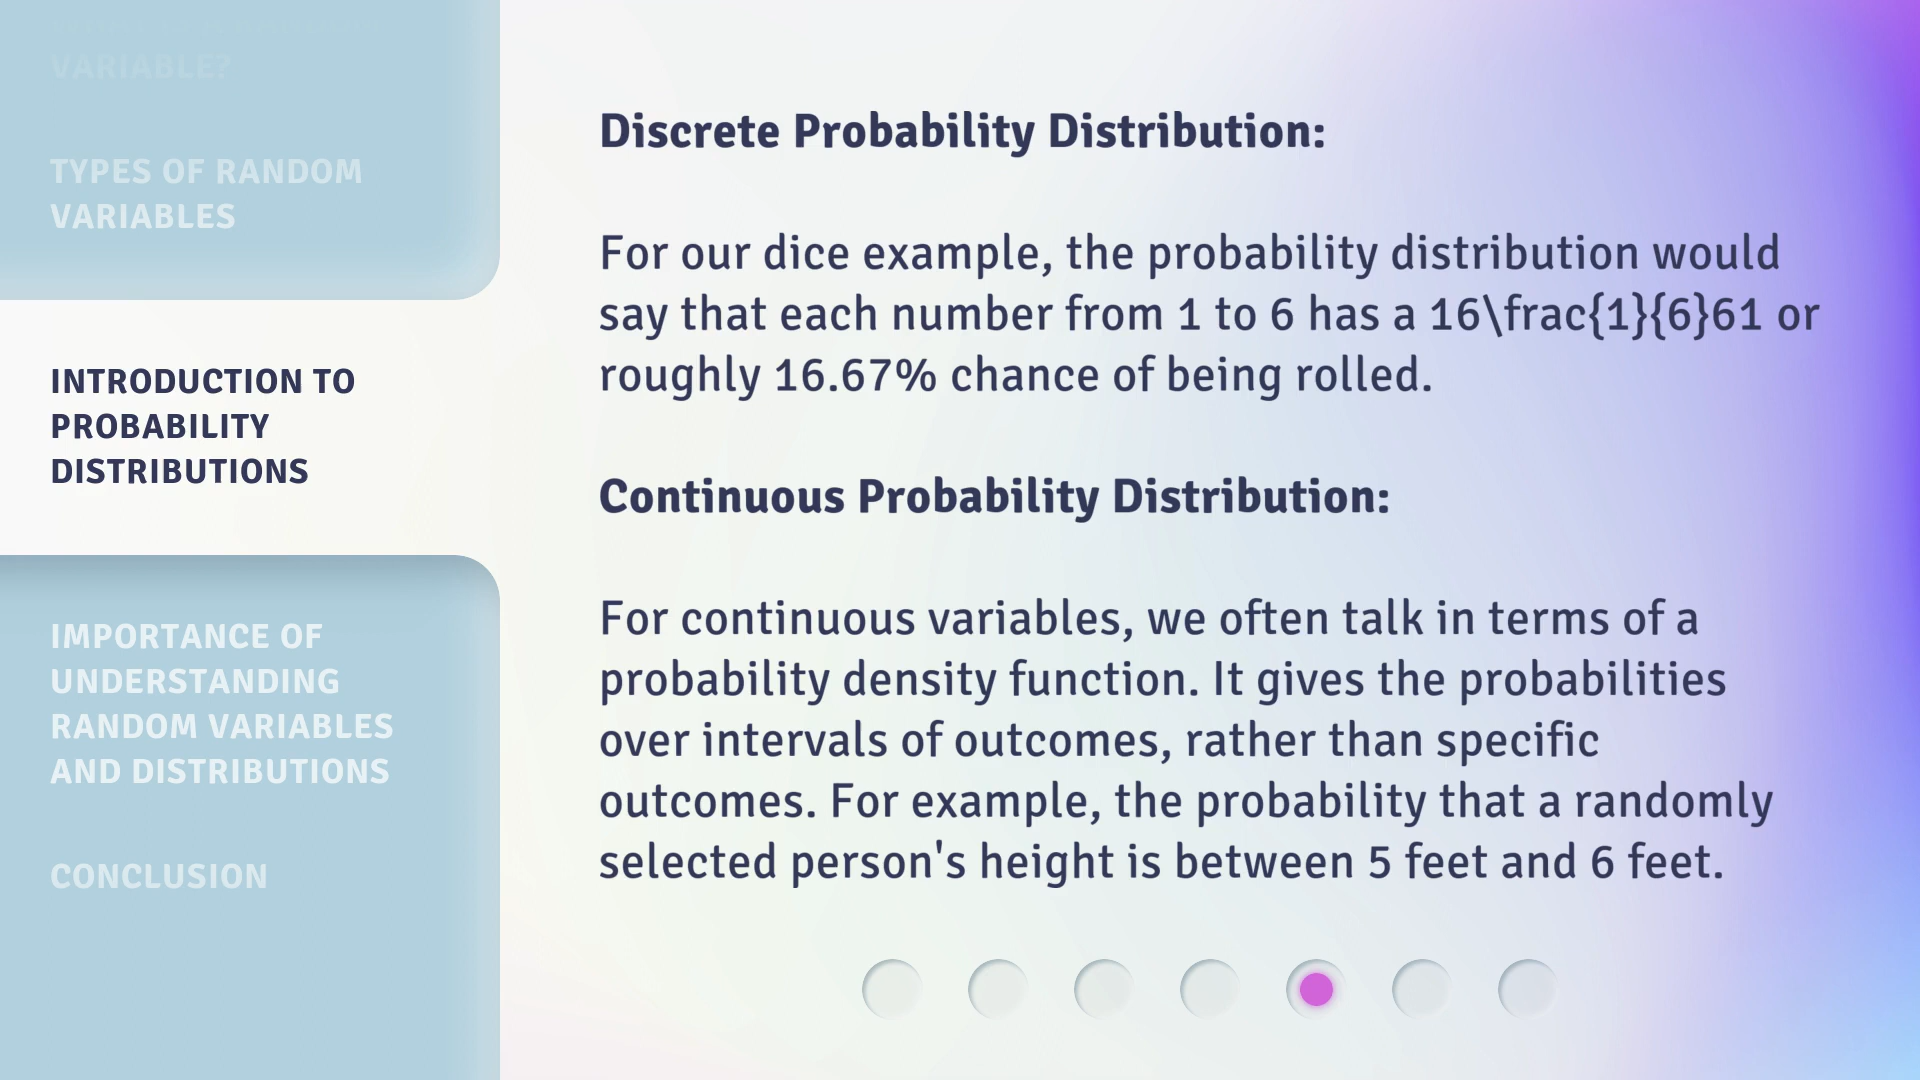 VARIABLE?
TYPES OF RANDOM
VARIABLES
INTRODUCTION TO
PROBABILITY
DISTRIBUTIONS
IMPORTANCE OF
UNDERSTANDING
RANDOM VARIABLES
AND DISTRIBUTIONS
CONCLUSION
Discrete Probability Distribution:
For our dice example, the probability distribution would
say that each number from 1 to 6 has a 16\frac{1}{6}61 or
roughly 16.67% chance of being rolled.
Continuous Probability Distribution:
For continuous variables, we often talk in terms of a
probability density function. It gives the probabilities
over intervals of outcomes, rather than specific
outcomes. For example, the probability that a randomly
selected person's height is between 5 feet and 6 feet.